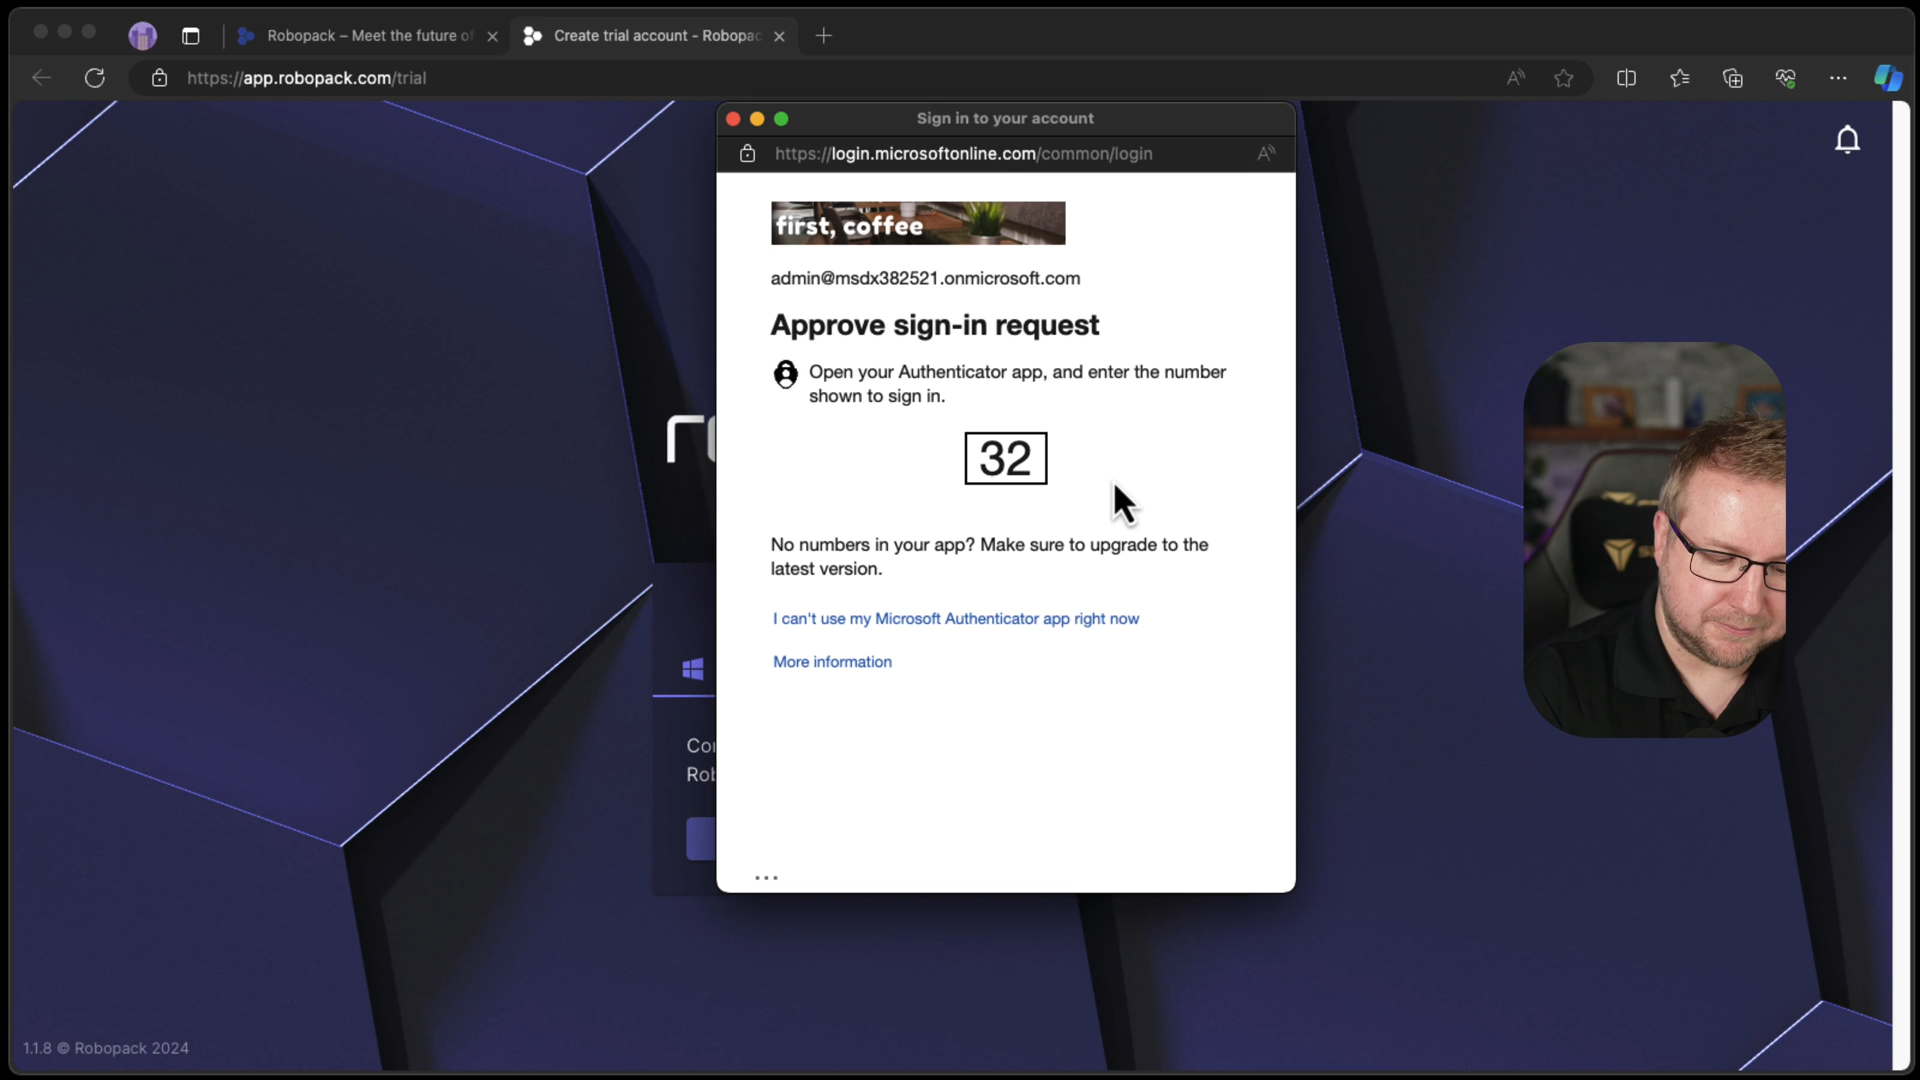 Robopack – Meet the future of
Create trial account - Robopac
https://app.robopack.com/trial
Sign in to your account
https://login.microsoftonline.com/common/login
first, coffee
admin@msdx382521.onmicrosoft.com
Approve sign-in request
Open your Authenticator app, and enter the number
shown to sign in.
32
No numbers in your app? Make sure to upgrade to the
latest version.
I can't use my Microsoft Authenticator app right now
More information
...
1.1.8 © Robopack 2024